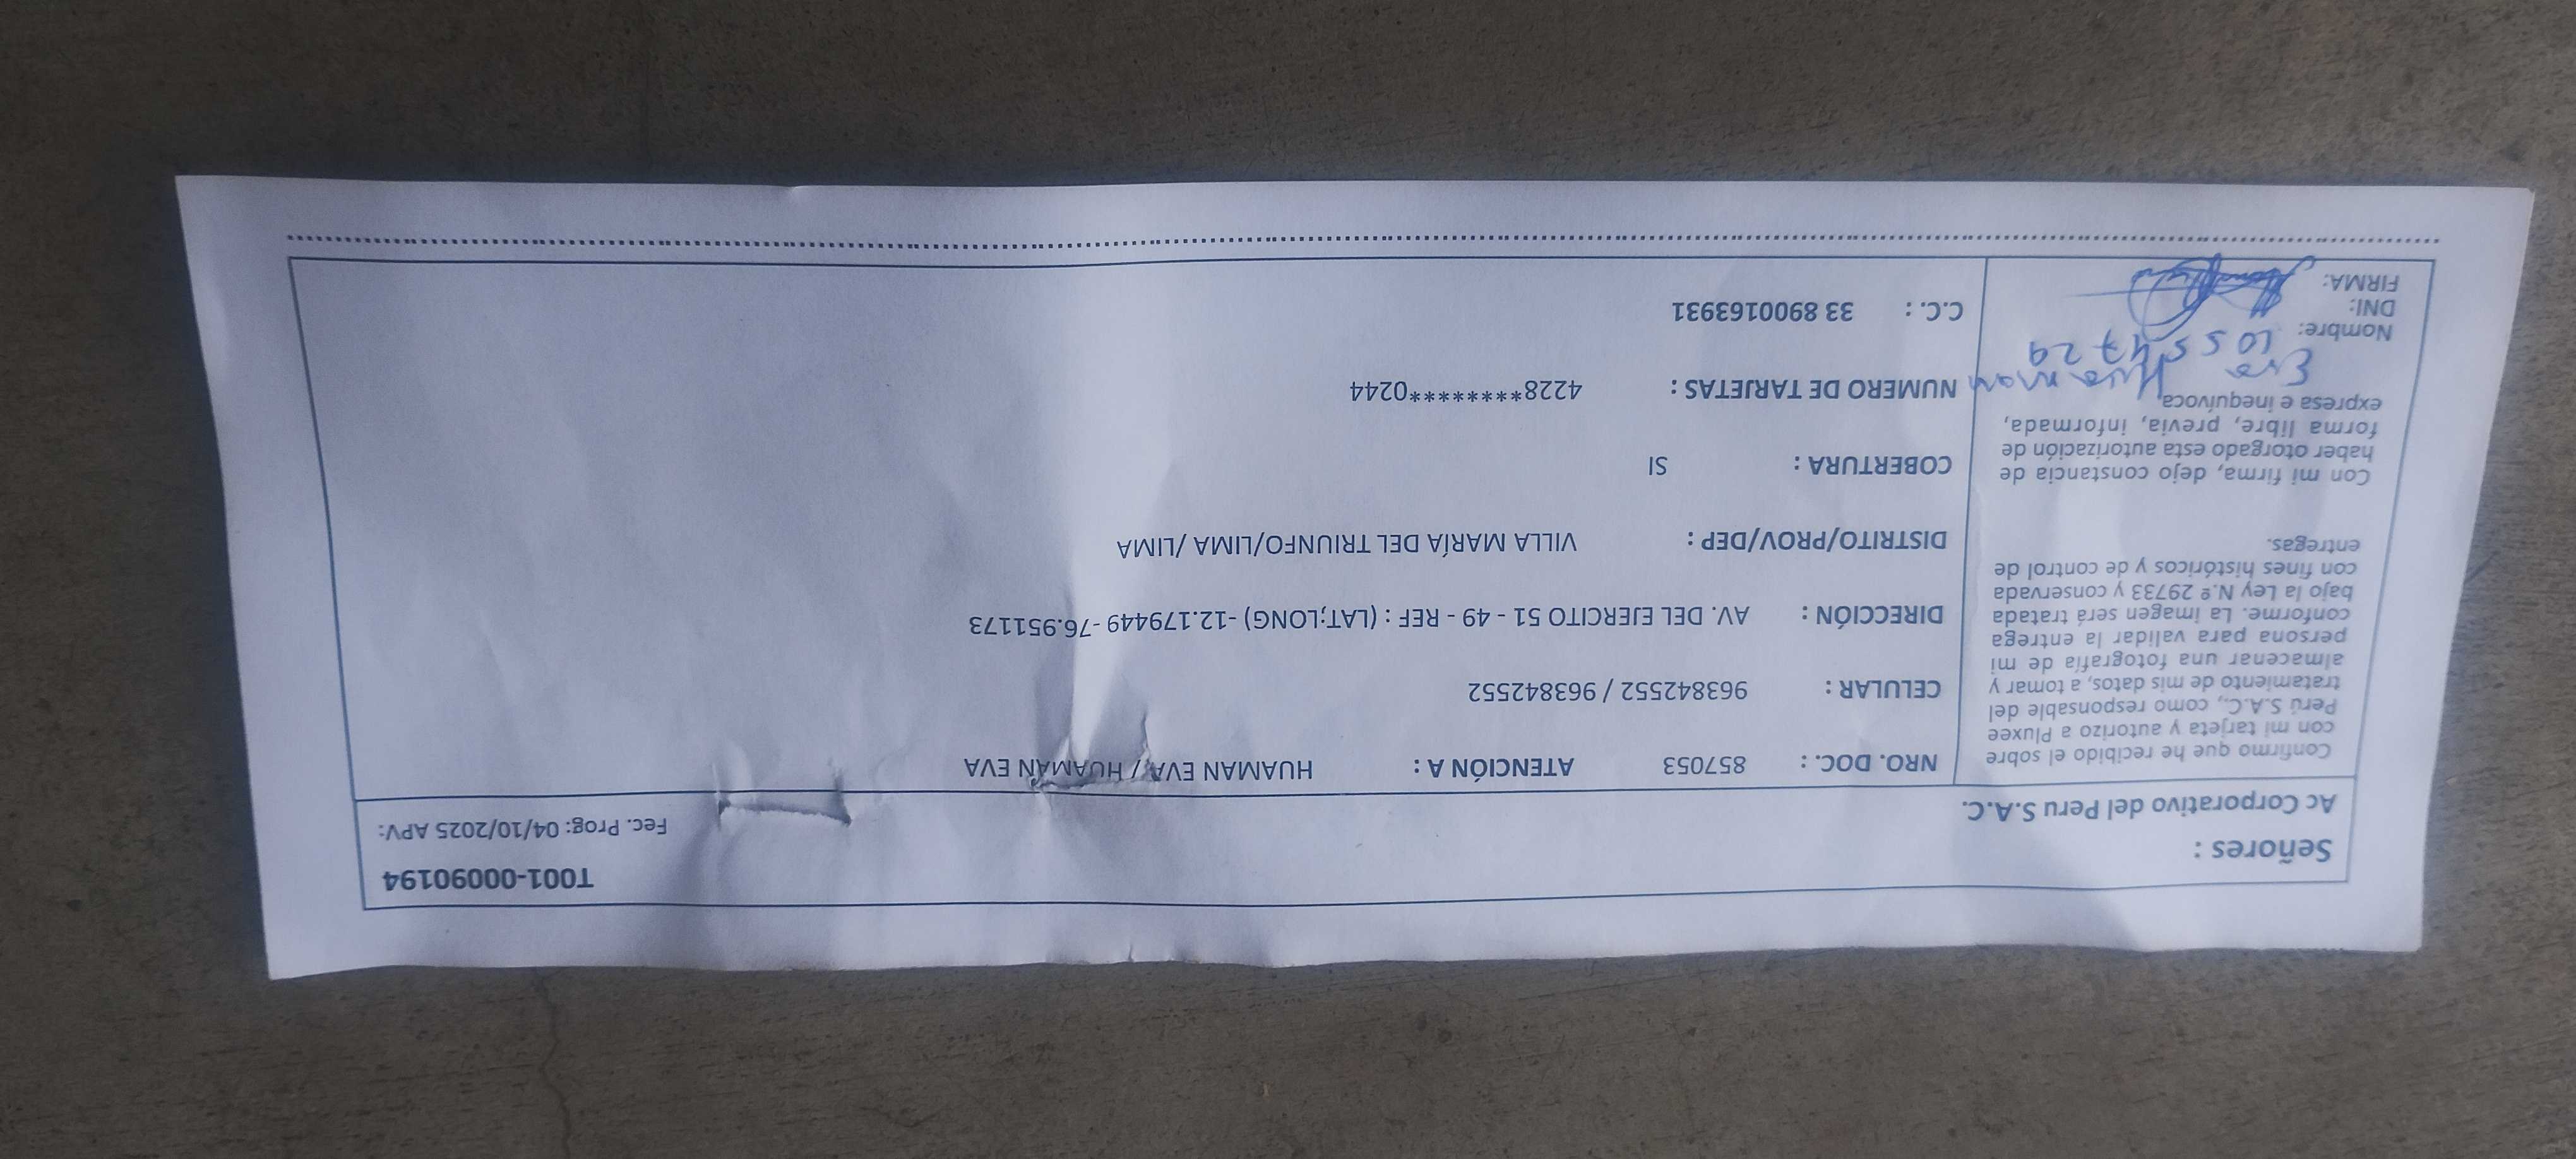 Señores :
Ac Corporativo del Peru S.A.C.
T001-00090194
Fec. Prog: 04/10/2025 APV:
Confirmo que he recibido el sobre
con mi tarjeta y autorizo a Pluxee
Perú S.A.C., como responsable del
tratamiento de mis datos, a tomar y
almacenar una fotografía de mi
persona para validar la entrega
conforme. La imagen será tratada
bajo la Ley N.º 29733 y conservada
con fines históricos y de control de
entregas.
Con mi firma, dejo constancia de
haber otorgado esta autorización de
forma libre, previa, informada,
expresa e inequívoca
Eva Huaman
Nombre:
DNI:
FIRMA:
NRO. DOC. : 857053 ATENCIÓN A : HUAMAN EVA / HUAMAN EVA
CELULAR : 963842552 / 963842552
DIRECCIÓN : AV. DEL EJERCITO 51 - 49 - REF : (LAT;LONG) -12.179449 -76.951173
DISTRITO/PROV/DEP : VILLA MARÍA DEL TRIUNFO/LIMA /LIMA
COBERTURA : SI
NUMERO DE TARJETAS : 4228*********0244
C.C. : 33 8900163931